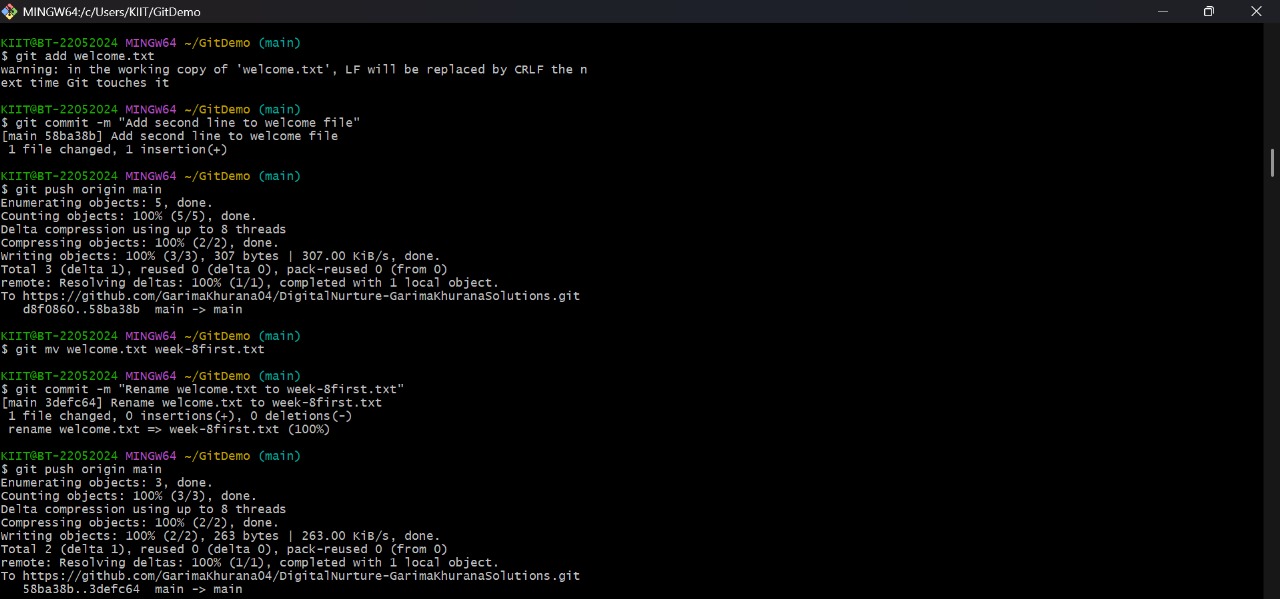 MINGW64:/c/Users/KIIT/GitDemo
KIIT@BT-22052024 MINGW64 ~/GitDemo (main)
$ git add welcome.txt
warning: in the working copy of 'welcome.txt', LF will be replaced by CRLF the n
ext time Git touches it
KIIT@BT-22052024 MINGW64 ~/GitDemo (main)
$ git commit -m "Add second line to welcome file"
[main 58ba38b] Add second line to welcome file
 1 file changed, 1 insertion(+)
KIIT@BT-22052024 MINGW64 ~/GitDemo (main)
$ git push origin main
Enumerating objects: 5, done.
Counting objects: 100% (5/5), done.
Delta compression using up to 8 threads
Compressing objects: 100% (2/2), done.
Writing objects: 100% (3/3), 307 bytes | 307.00 KiB/s, done.
Total 3 (delta 1), reused 0 (delta 0), pack-reused 0 (from 0)
remote: Resolving deltas: 100% (1/1), completed with 1 local object.
To https://github.com/GarimaKhurana04/DigitalNurture-GarimaKhuranaSolutions.git
   d8f0860..58ba38b  main -> main
KIIT@BT-22052024 MINGW64 ~/GitDemo (main)
$ git mv welcome.txt week-8first.txt
KIIT@BT-22052024 MINGW64 ~/GitDemo (main)
$ git commit -m "Rename welcome.txt to week-8first.txt"
[main 3defc64] Rename welcome.txt to week-8first.txt
 1 file changed, 0 insertions(+), 0 deletions(-)
 rename welcome.txt => week-8first.txt (100%)
KIIT@BT-22052024 MINGW64 ~/GitDemo (main)
$ git push origin main
Enumerating objects: 3, done.
Counting objects: 100% (3/3), done.
Delta compression using up to 8 threads
Compressing objects: 100% (2/2), done.
Writing objects: 100% (2/2), 263 bytes | 263.00 KiB/s, done.
Total 2 (delta 1), reused 0 (delta 0), pack-reused 0 (from 0)
remote: Resolving deltas: 100% (1/1), completed with 1 local object.
To https://github.com/GarimaKhurana04/DigitalNurture-GarimaKhuranaSolutions.git
   58ba38b..3defc64  main -> main